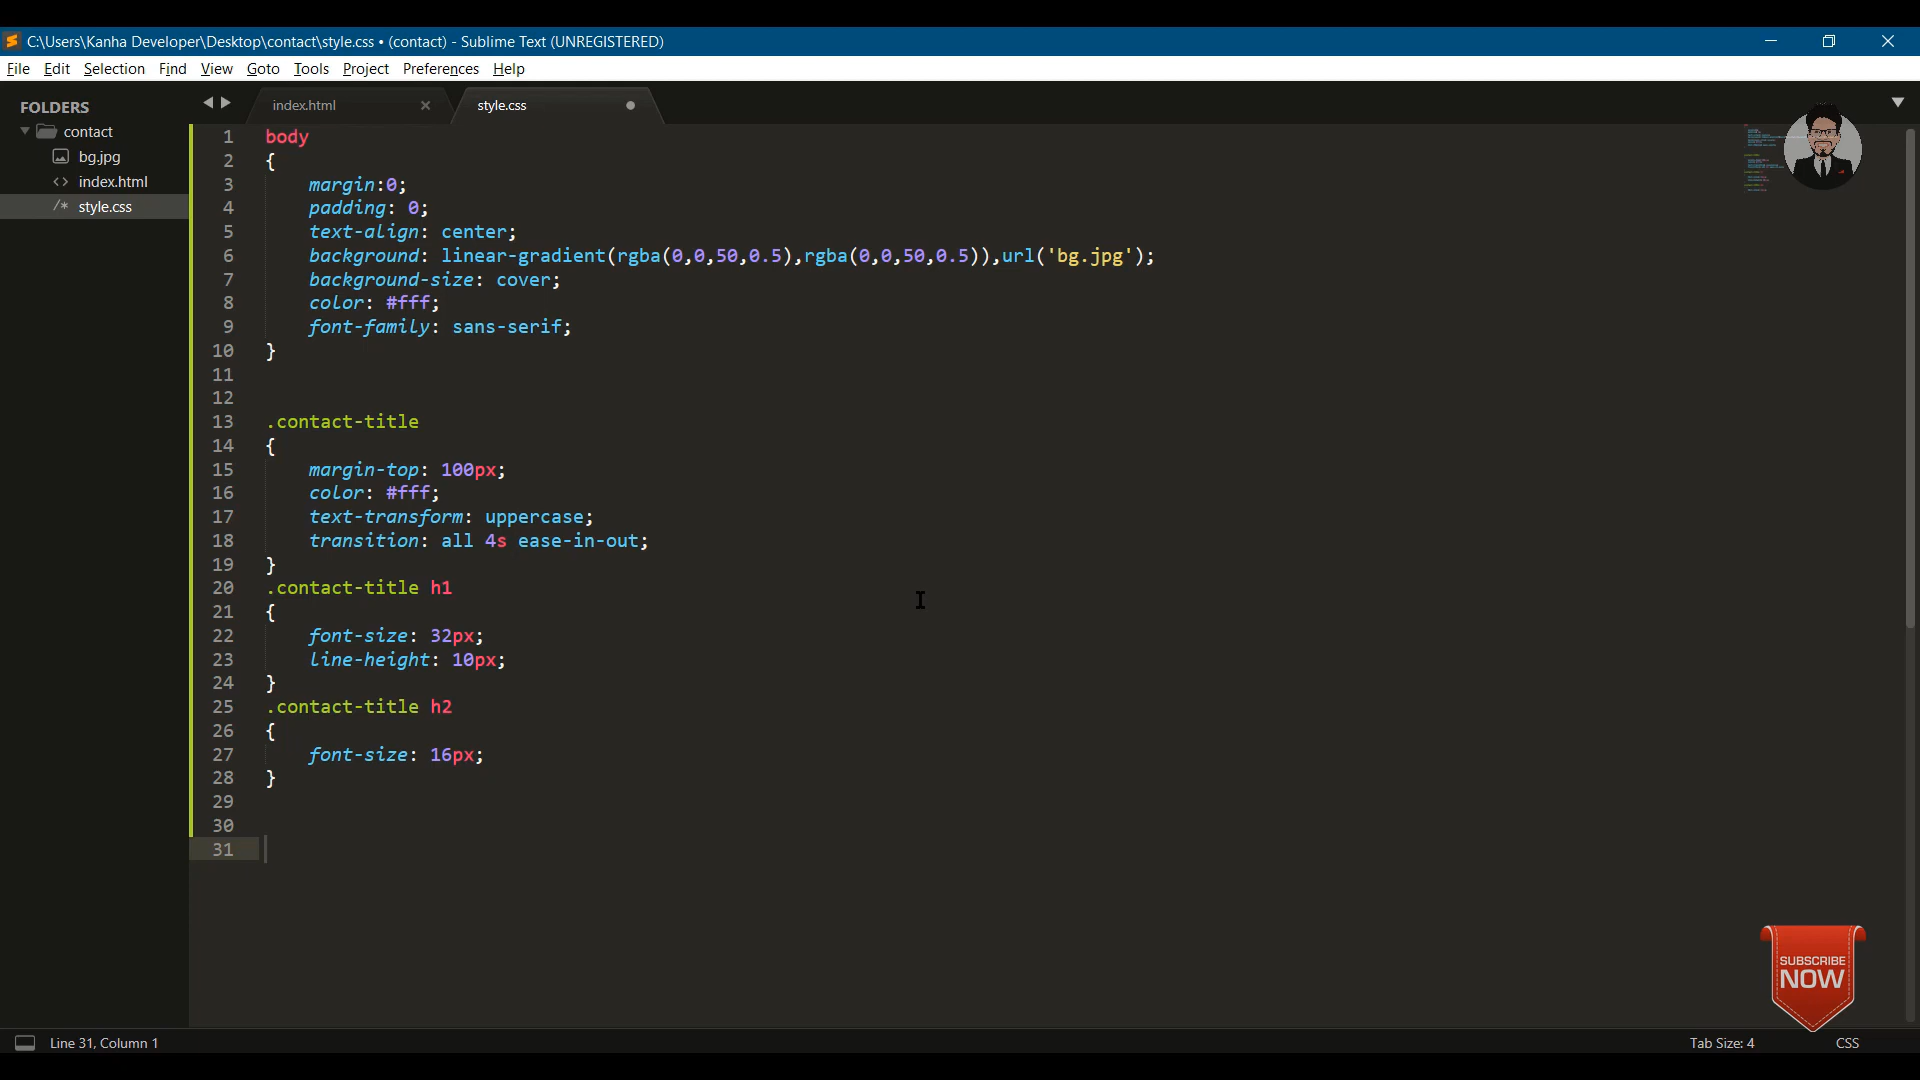 C:\Users\Kanha Developer\Desktop\contact\style.css • (contact) - Sublime Text (UNREGISTERED)
File Edit Selection Find View Goto Tools Project Preferences Help
FOLDERS
contact
bg.jpg
index.html
style.css
index.html
style.css
1 body
2 {
3 margin:0;
4 padding: 0;
5 text-align: center;
6 background: linear-gradient(rgba(0,0,50,0.5),rgba(0,0,50,0.5)),url('bg.jpg');
7 background-size: cover;
8 color: #fff;
9 font-family: sans-serif;
10 }
11
12
13 .contact-title
14 {
15 margin-top: 100px;
16 color: #fff;
17 text-transform: uppercase;
18 transition: all 4s ease-in-out;
19 }
20 .contact-title h1
21 {
22 font-size: 32px;
23 line-height: 10px;
24 }
25 .contact-title h2
26 {
27 font-size: 16px;
28 }
29
30
31
SUBSCRIBE
NOW
Line 31, Column 1
Tab Size: 4
CSS